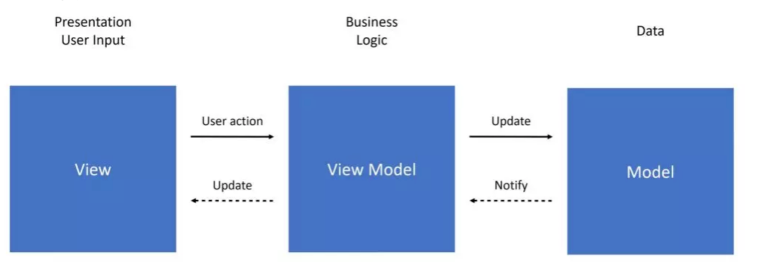 Presentation
User Input
Business
Logic
Data
View
User action
Update
View Model
Update
Notify
Model